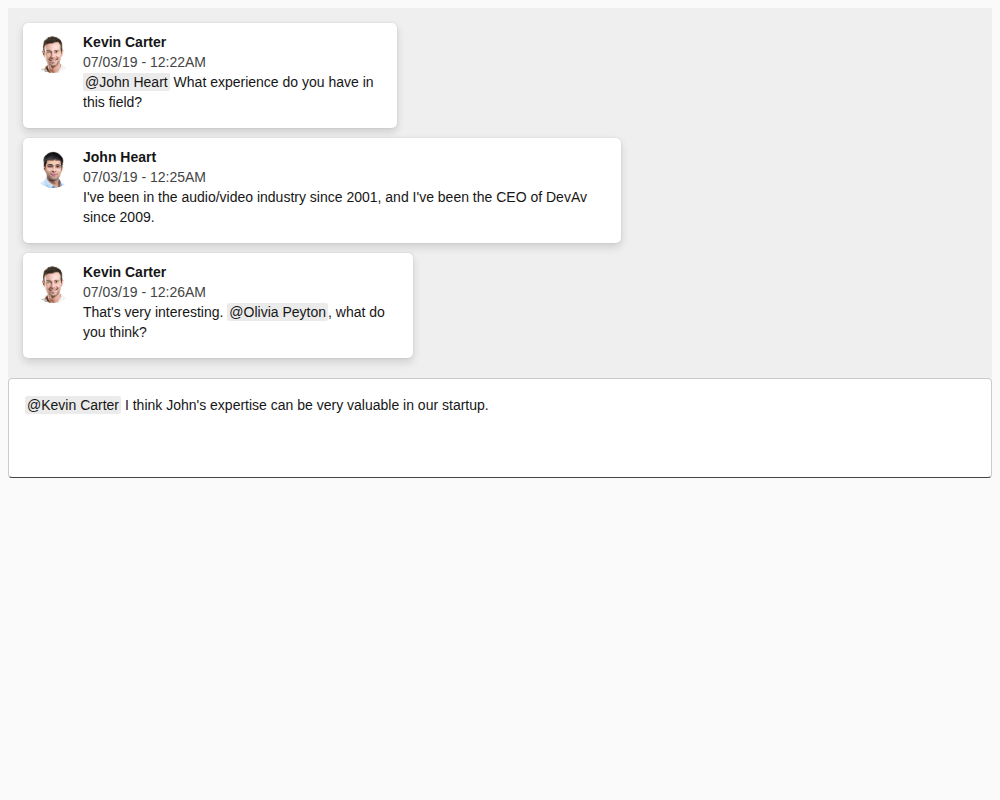 Kevin Carter
07/03/19 - 12:22AM
@John Heart What experience do you have in
this field?
John Heart
07/03/19 - 12:25AM
I've been in the audio/video industry since 2001, and I've been the CEO of DevAv
since 2009.
Kevin Carter
07/03/19 - 12:26AM
That's very interesting. @Olivia Peyton, what do
you think?
@Kevin Carter I think John's expertise can be very valuable in our startup.